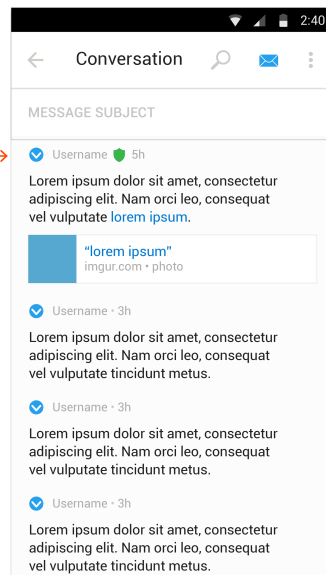 2:40
Conversation
MESSAGE SUBJECT
Username 5h
Lorem ipsum dolor sit amet, consectetur
adipiscing elit. Nam orci leo, consequat
vel vulputate lorem ipsum.
“lorem ipsum”
imgur.com • photo
Username • 3h
Lorem ipsum dolor sit amet, consectetur
adipiscing elit. Nam orci leo, consequat
vel vulputate tincidunt metus.
Username • 3h
Lorem ipsum dolor sit amet, consectetur
adipiscing elit. Nam orci leo, consequat
vel vulputate tincidunt metus.
Username • 3h
Lorem ipsum dolor sit amet, consectetur
adipiscing elit. Nam orci leo, consequat
vel vulputate tincidunt metus.